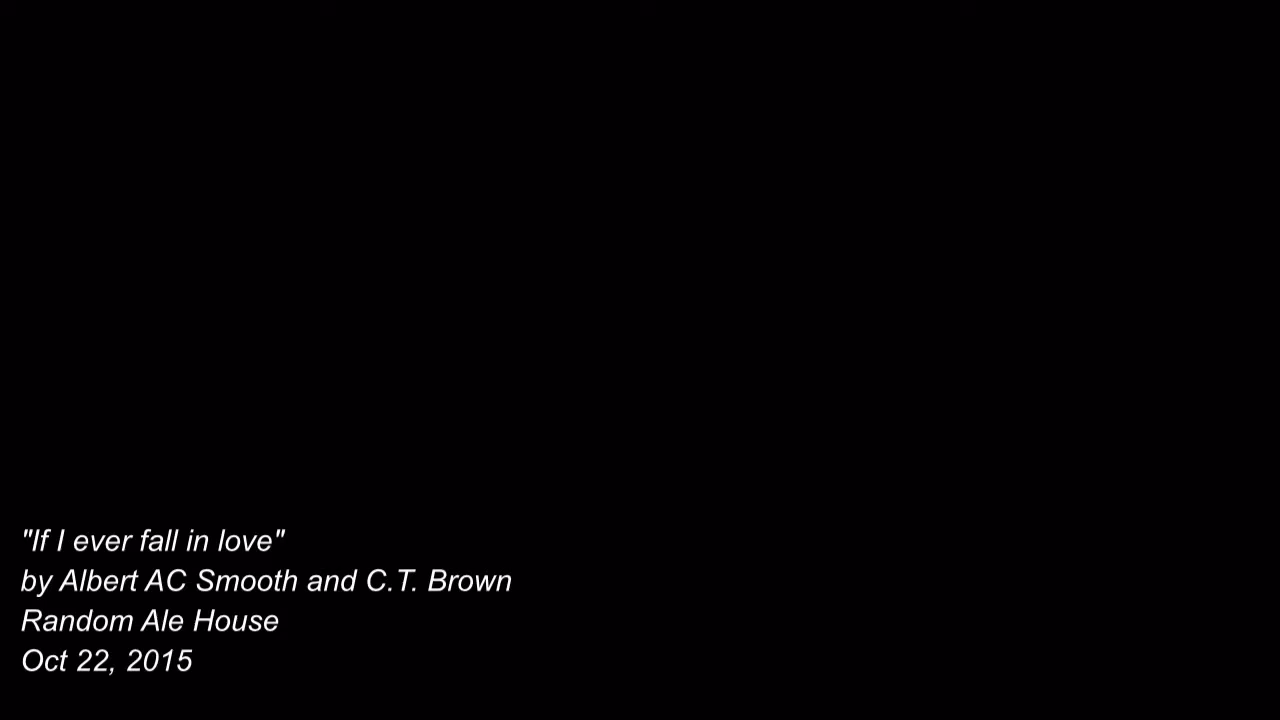 "If I ever fall in love"
by Albert AC Smooth and C.T. Brown
Random Ale House
Oct 22, 2015